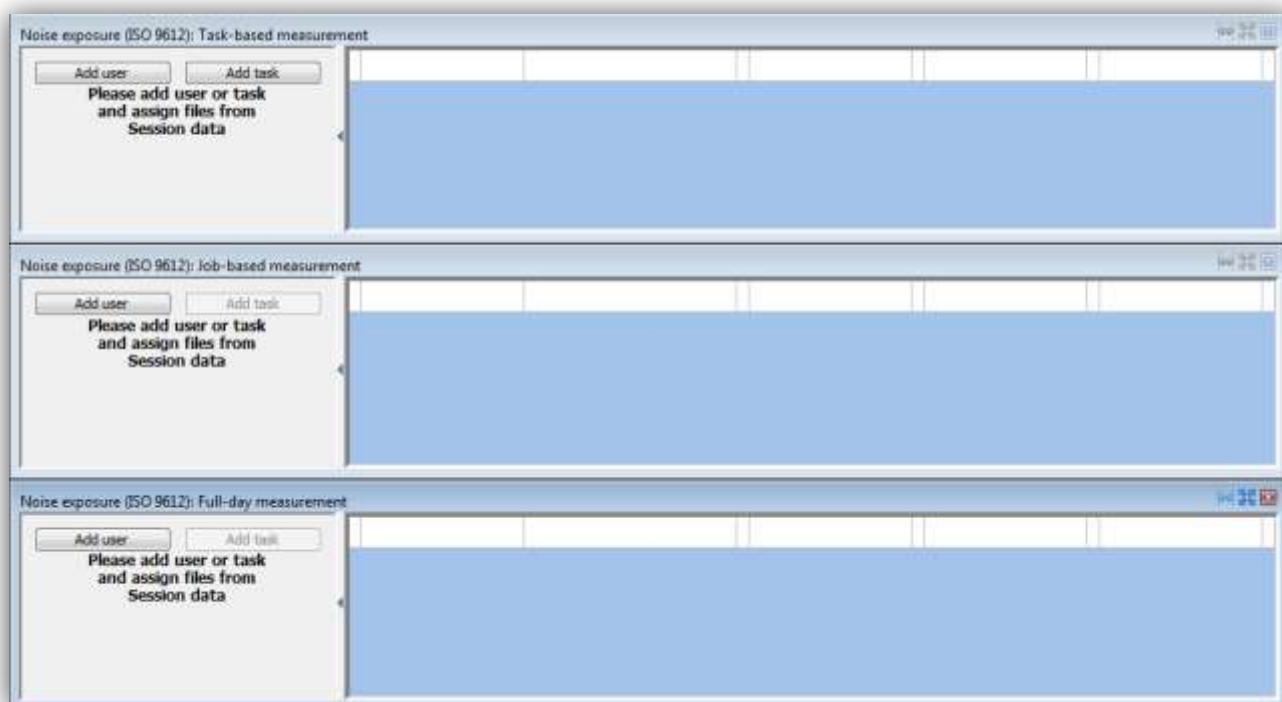 Noise exposure (ISO 9612): Task-based measurement
Add user Add task
Please add user or task
and assign files from
Session data
Noise exposure (ISO 9612): Job-based measurement
Add user Add task
Please add user or task
and assign files from
Session data
Noise exposure (ISO 9612): Full-day measurement
Add user Add task
Please add user or task
and assign files from
Session data